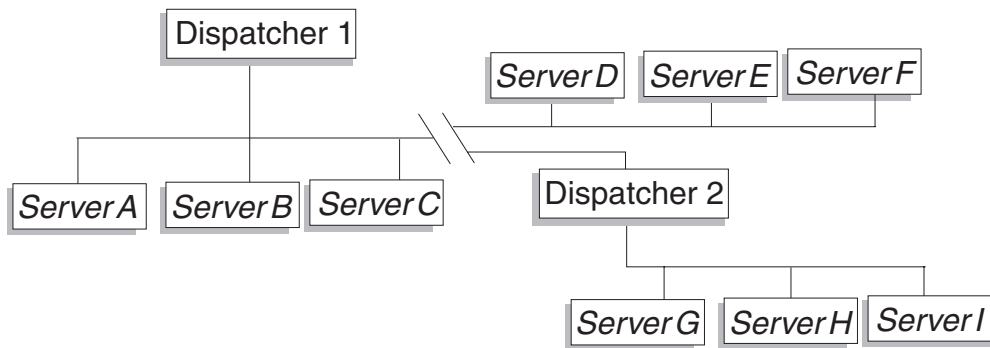 Dispatcher 1
Server D
Server E
Server F
Server A
Server B
Server C
Dispatcher 2
Server G
Server H
Server I